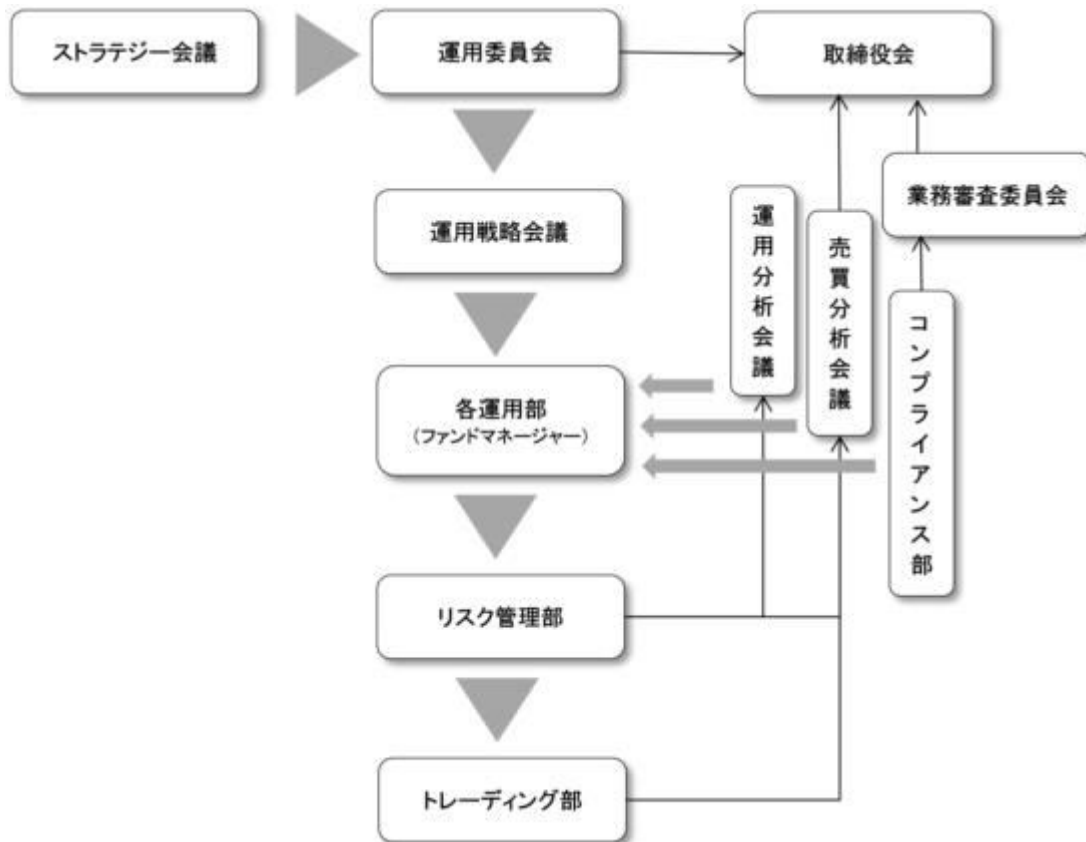 ストラテジー会議
運用委員会
取締役会
業務審査委員会
運用戦略会議
運用分析会議
売買分析会議
コンプライアンス部
各運用部
（ファンドマネージャー）
リスク管理部
トレーディング部